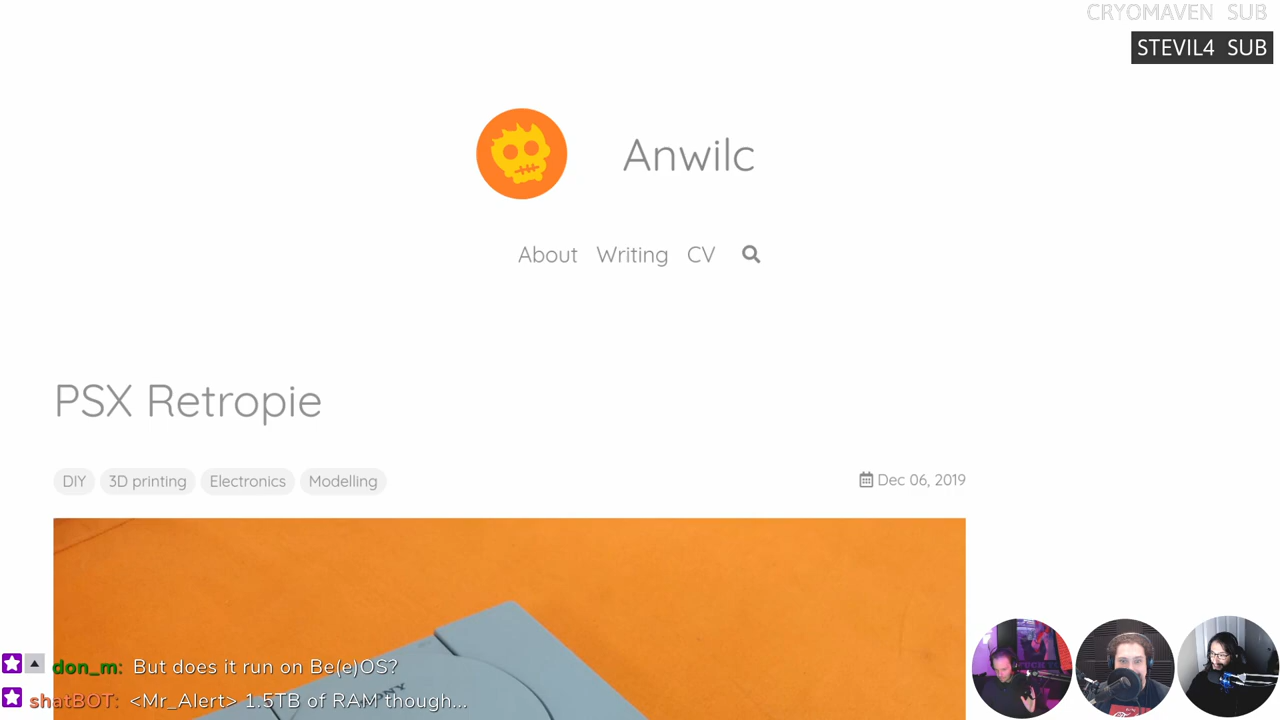 CRYOMAVEN SUB
STEVIL4 SUB
Anwilc
About Writing CV
PSX Retropie
DIY 3D printing Electronics Modelling
Dec 06, 2019
don_m: But does it run on Be(e)OS?
shatBOT: <Mr_Alert> 1.5TB of RAM though...